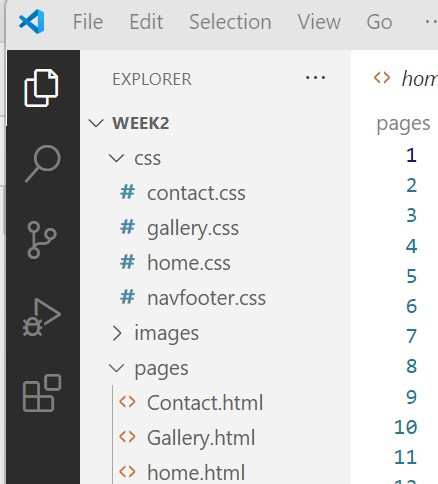 File Edit Selection View Go ···
EXPLORER ···
hom
WEEK2
pages
css
1
contact.css
2
gallery.css
3
home.css
4
navfooter.css
5
images
6
pages
7
Contact.html
8
Gallery.html
9
home.html
10
11